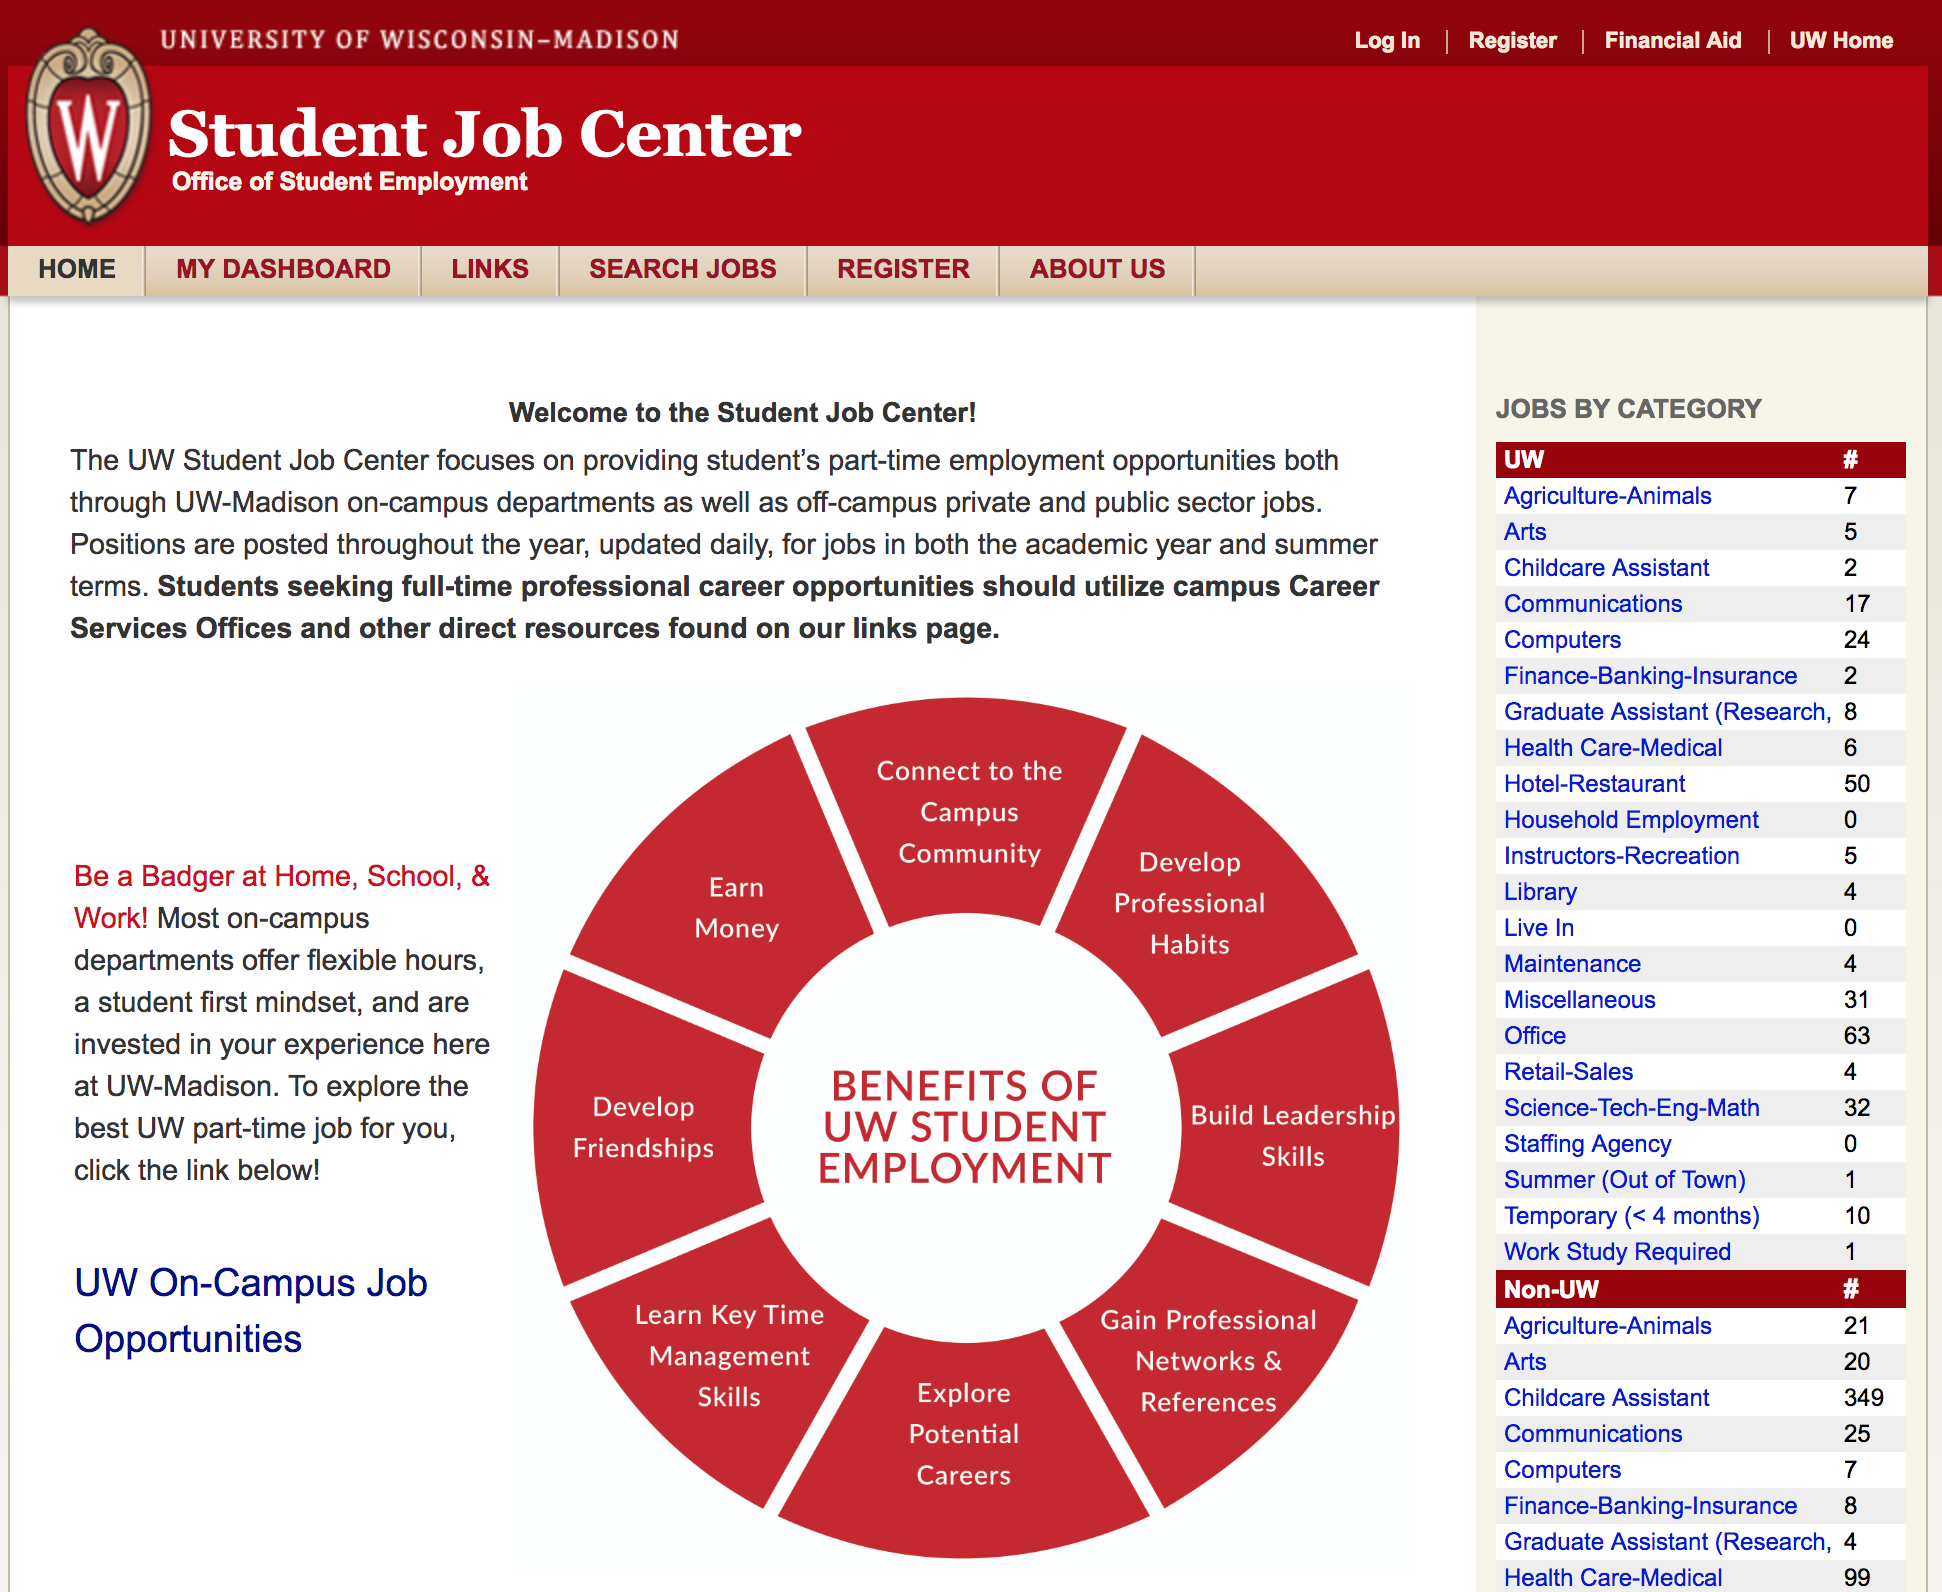 UNIVERSITY OF WISCONSIN–MADISON
Log In | Register | Financial Aid | UW Home
W
Student Job Center
Office of Student Employment
HOME MY DASHBOARD LINKS SEARCH JOBS REGISTER ABOUT US
Welcome to the Student Job Center!
The UW Student Job Center focuses on providing student’s part-time employment opportunities both
through UW-Madison on-campus departments as well as off-campus private and public sector jobs.
Positions are posted throughout the year, updated daily, for jobs in both the academic year and summer
terms. Students seeking full-time professional career opportunities should utilize campus Career
Services Offices and other direct resources found on our links page.
Be a Badger at Home, School, &
Work! Most on-campus
departments offer flexible hours,
a student first mindset, and are
invested in your experience here
at UW-Madison. To explore the
best UW part-time job for you,
click the link below!
UW On-Campus Job
Opportunities
Connect to the
Campus
Community
Develop
Professional
Habits
Build Leadership
Skills
Gain Professional
Networks &
References
Explore
Potential
Careers
Learn Key Time
Management
Skills
Develop
Friendships
Earn
Money
BENEFITS OF
UW STUDENT
EMPLOYMENT
JOBS BY CATEGORY
UW #
Agriculture-Animals 7
Arts 5
Childcare Assistant 2
Communications 17
Computers 24
Finance-Banking-Insurance 2
Graduate Assistant (Research, 8
Health Care-Medical 6
Hotel-Restaurant 50
Household Employment 0
Instructors-Recreation 5
Library 4
Live In 0
Maintenance 4
Miscellaneous 31
Office 63
Retail-Sales 4
Science-Tech-Eng-Math 32
Staffing Agency 0
Summer (Out of Town) 1
Temporary (< 4 months) 10
Work Study Required 1
Non-UW #
Agriculture-Animals 21
Arts 20
Childcare Assistant 349
Communications 25
Computers 7
Finance-Banking-Insurance 8
Graduate Assistant (Research, 4
Health Care-Medical 99